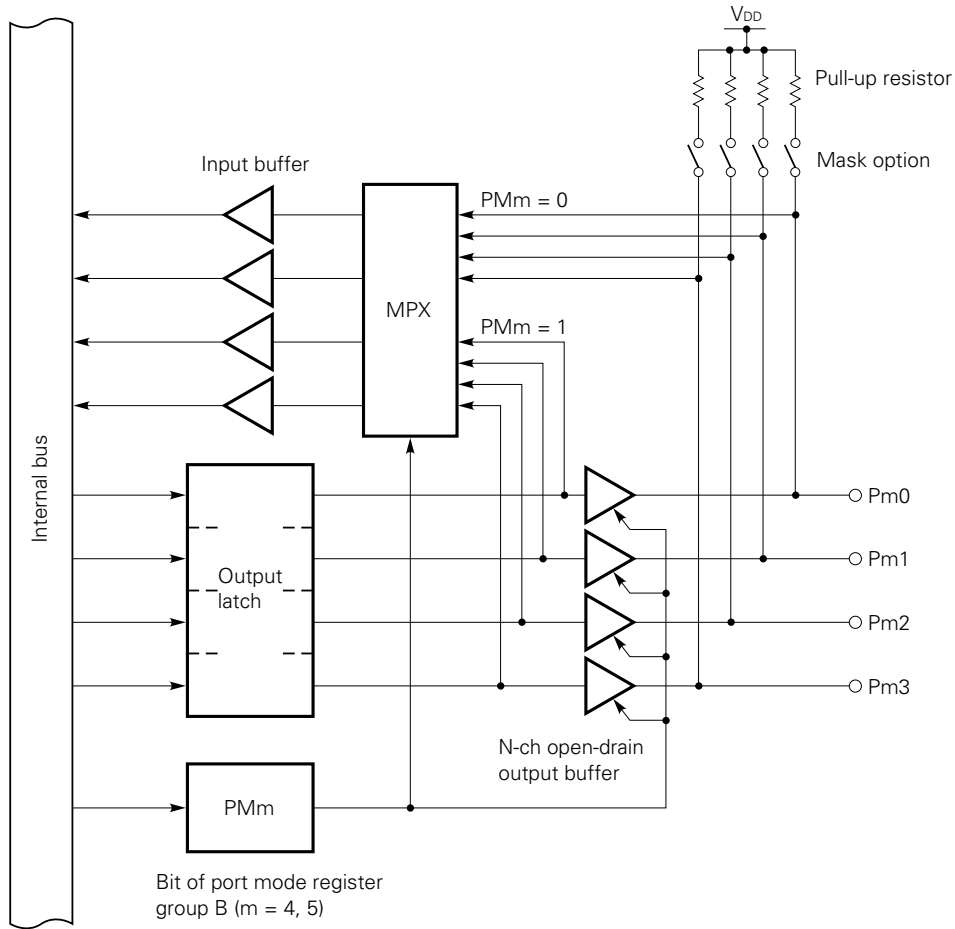 VDD
Pull-up resistor
Mask option
Input buffer
PMm = 0
MPX
PMm = 1
Internal bus
Output
latch
Pm0
Pm1
Pm2
Pm3
N-ch open-drain
output buffer
PMm
Bit of port mode register
group B (m = 4, 5)